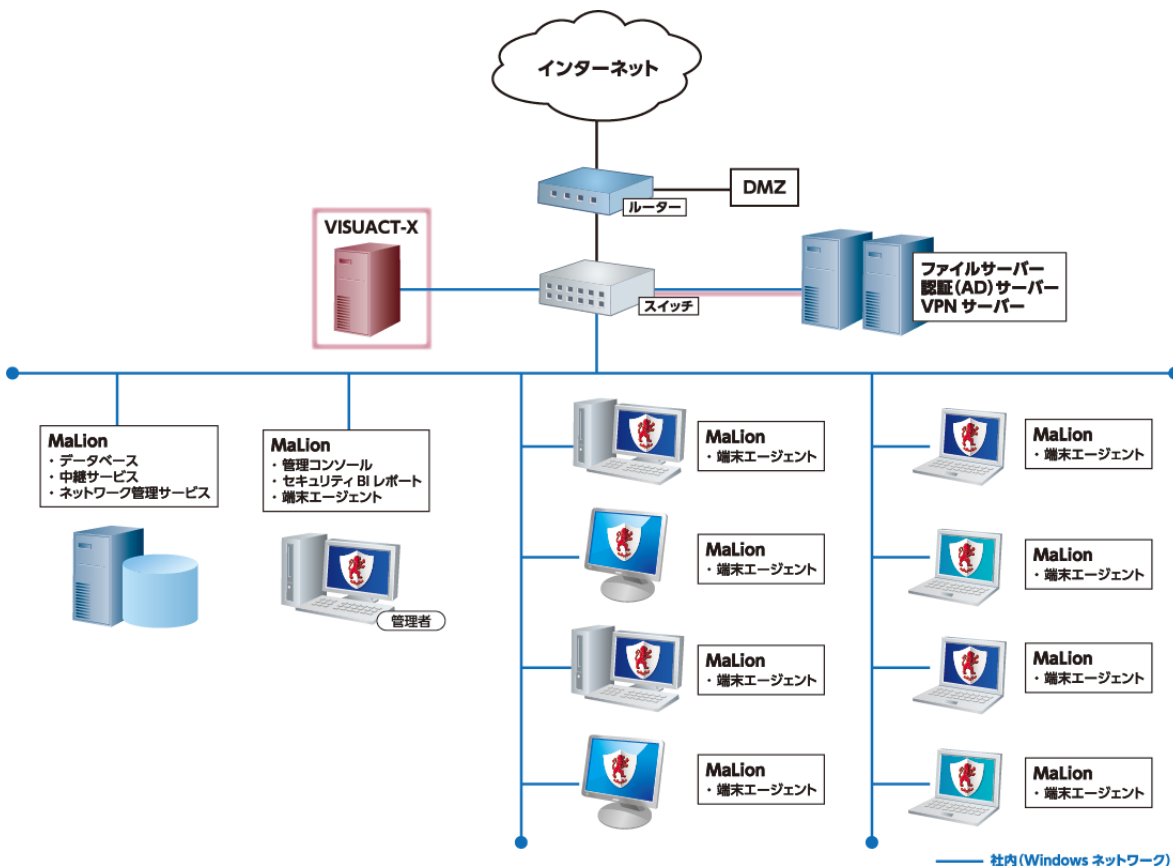 インターネット
DMZ
ルーター
VISUACT-X
スイッチ
ファイルサーバー
認証(AD)サーバー
VPN サーバー
MaLion
・ データベース
・ 中継サービス
・ ネットワーク管理サービス
MaLion
・ 管理コンソール
・ セキュリティ BI レポート
・ 端末エージェント
管理者
MaLion
・ 端末エージェント
MaLion
・ 端末エージェント
MaLion
・ 端末エージェント
MaLion
・ 端末エージェント
MaLion
・ 端末エージェント
MaLion
・ 端末エージェント
MaLion
・ 端末エージェント
MaLion
・ 端末エージェント
社内(Windows ネットワーク)